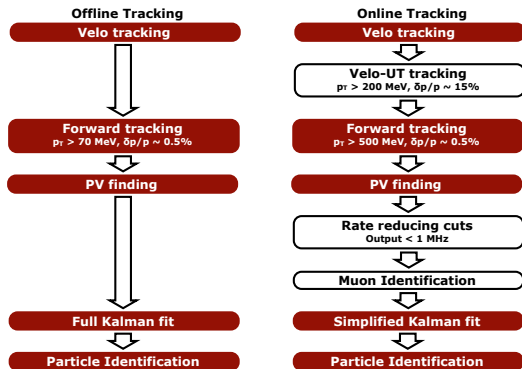 Offline Tracking
Velo tracking
Forward tracking
pT > 70 MeV, δp/p ~ 0.5%
PV finding
Full Kalman fit
Particle Identification
Online Tracking
Velo tracking
Velo-UT tracking
pT > 200 MeV, δp/p ~ 15%
Forward tracking
pT > 500 MeV, δp/p ~ 0.5%
PV finding
Rate reducing cuts
Output < 1 MHz
Muon Identification
Simplified Kalman fit
Particle Identification